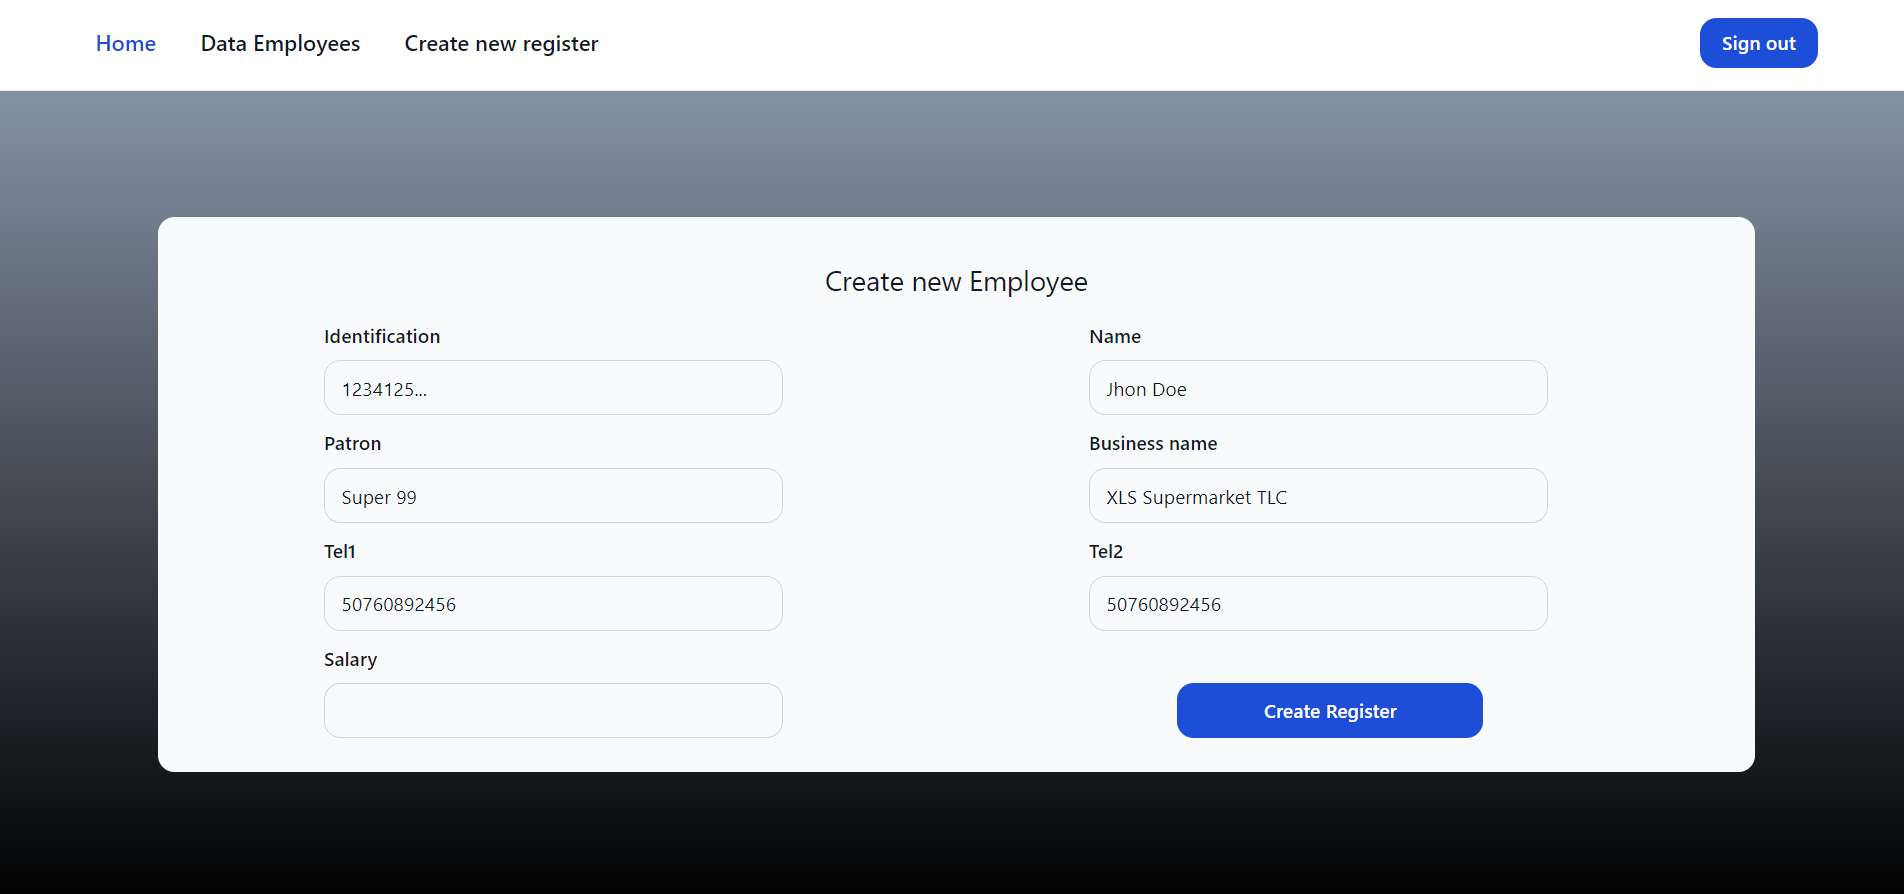 Home Data Employees Create new register Sign out
Create new Employee
Identification Name
1234125... Jhon Doe
Patron Business name
Super 99 XLS Supermarket TLC
Tel1 Tel2
50760892456 50760892456
Salary
Create Register